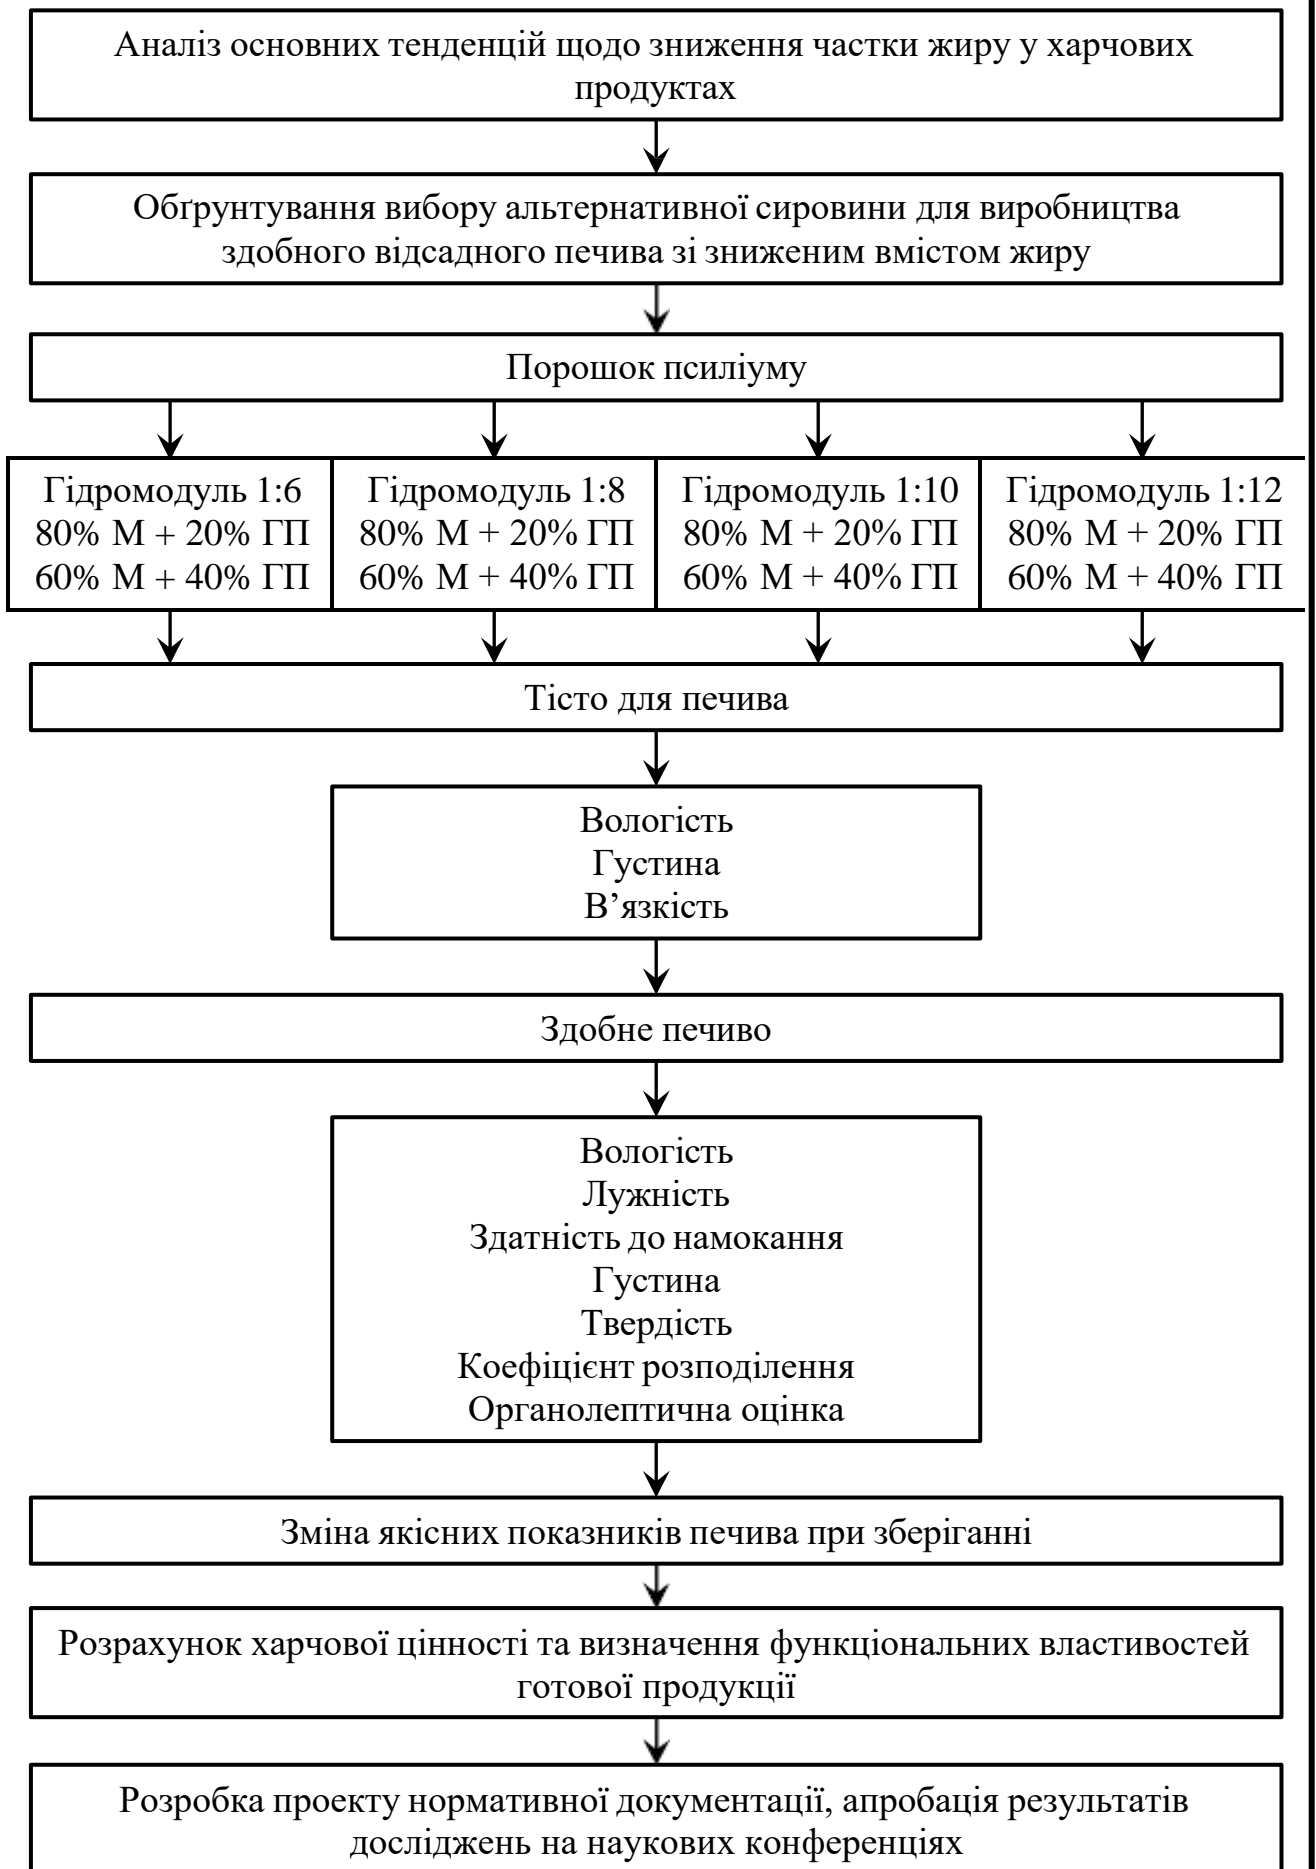 Аналіз основних тенденцій щодо зниження частки жиру у харчових
продуктах
Обґрунтування вибору альтернативної сировини для виробництва
здобного відсадного печива зі зниженим вмістом жиру
Порошок псиліуму
Гідромодуль 1:6
80% М + 20% ГП
60% М + 40% ГП
Гідромодуль 1:8
80% М + 20% ГП
60% М + 40% ГП
Гідромодуль 1:10
80% М + 20% ГП
60% М + 40% ГП
Гідромодуль 1:12
80% М + 20% ГП
60% М + 40% ГП
Тісто для печива
Вологість
Густина
В’язкість
Здобне печиво
Вологість
Лужність
Здатність до намокання
Густина
Твердість
Коефіцієнт розподілення
Органолептична оцінка
Зміна якісних показників печива при зберіганні
Розрахунок харчової цінності та визначення функціональних властивостей
готової продукції
Розробка проекту нормативної документації, апробація результатів
досліджень на наукових конференціях